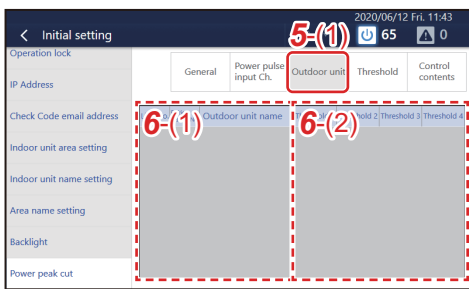 2020/06/12 Fri. 11:43
Initial setting
5-(1)
65
0
Operation lock
IP Address
Check Code email address
Indoor unit area setting
Indoor unit name setting
Area name setting
Backlight
Power peak cut
General
Power pulse
input Ch.
Outdoor unit
Threshold
Control
contents
6-(1)
Outdoor unit name
6-(2)
Threshold 3
Threshold 4